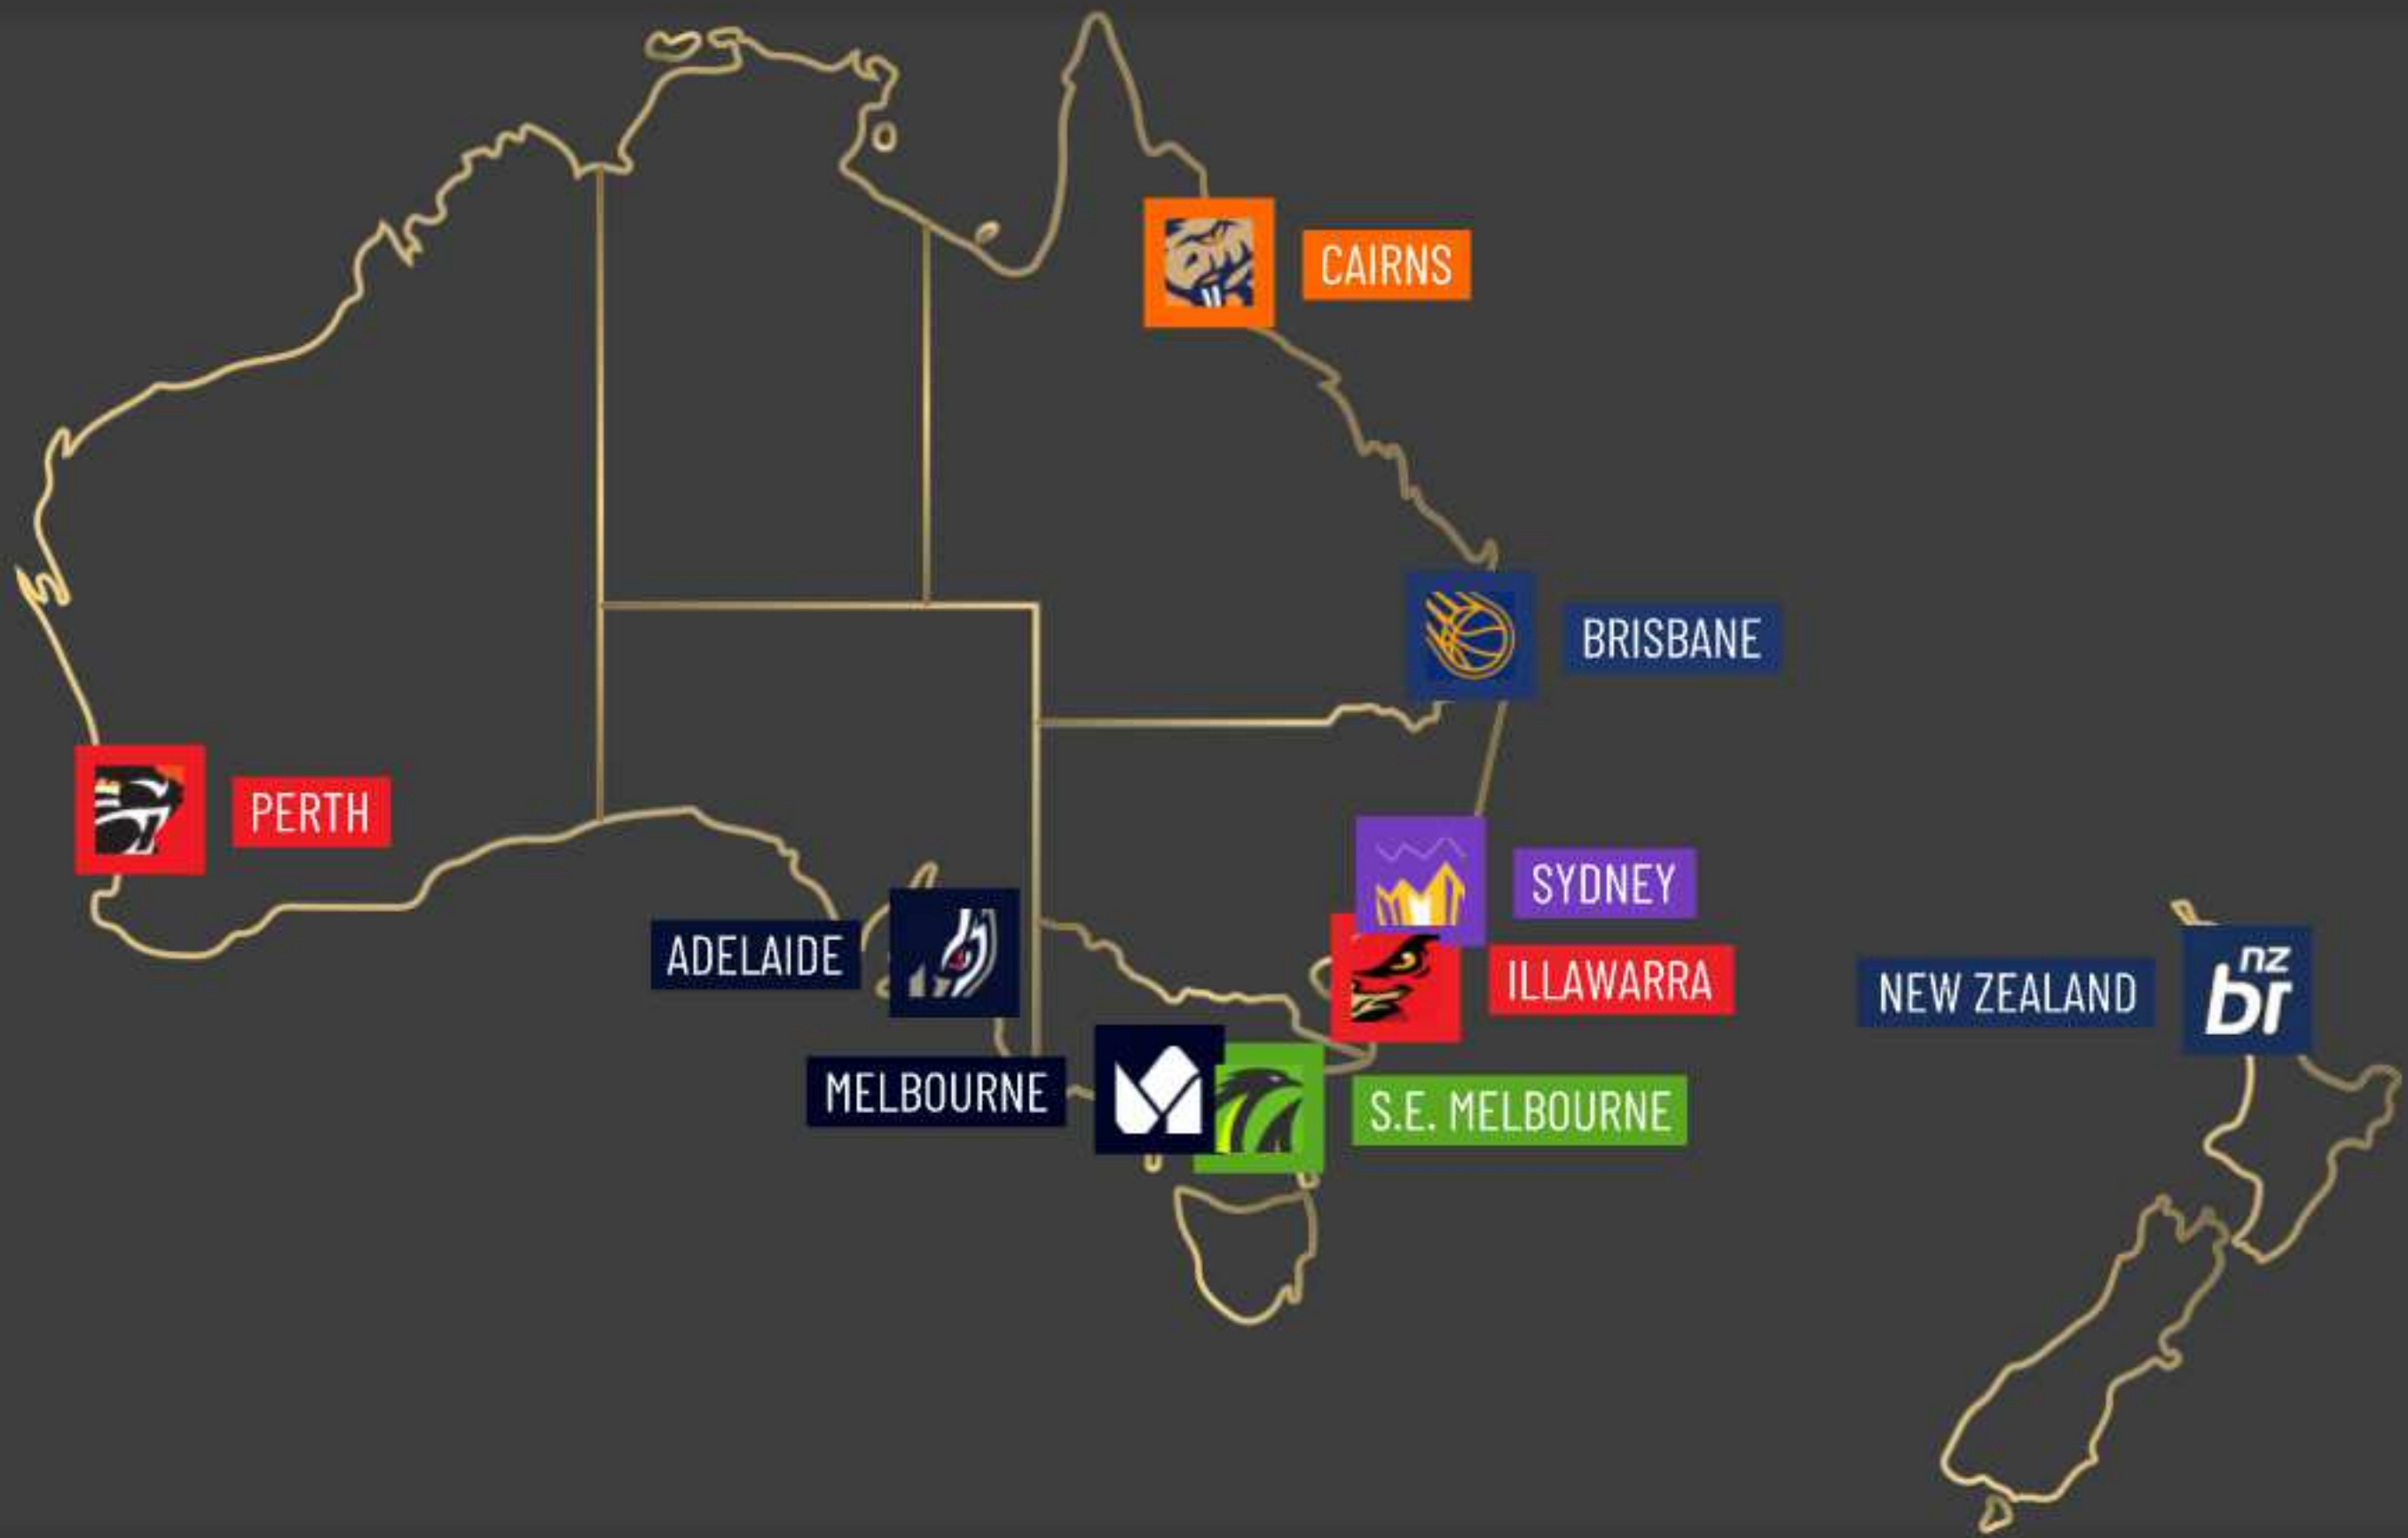 CAIRNS
BRISBANE
PERTH
SYDNEY
ADELAIDE
ILLAWARRA
NEW ZEALAND
nz
br
MELBOURNE
S.E. MELBOURNE